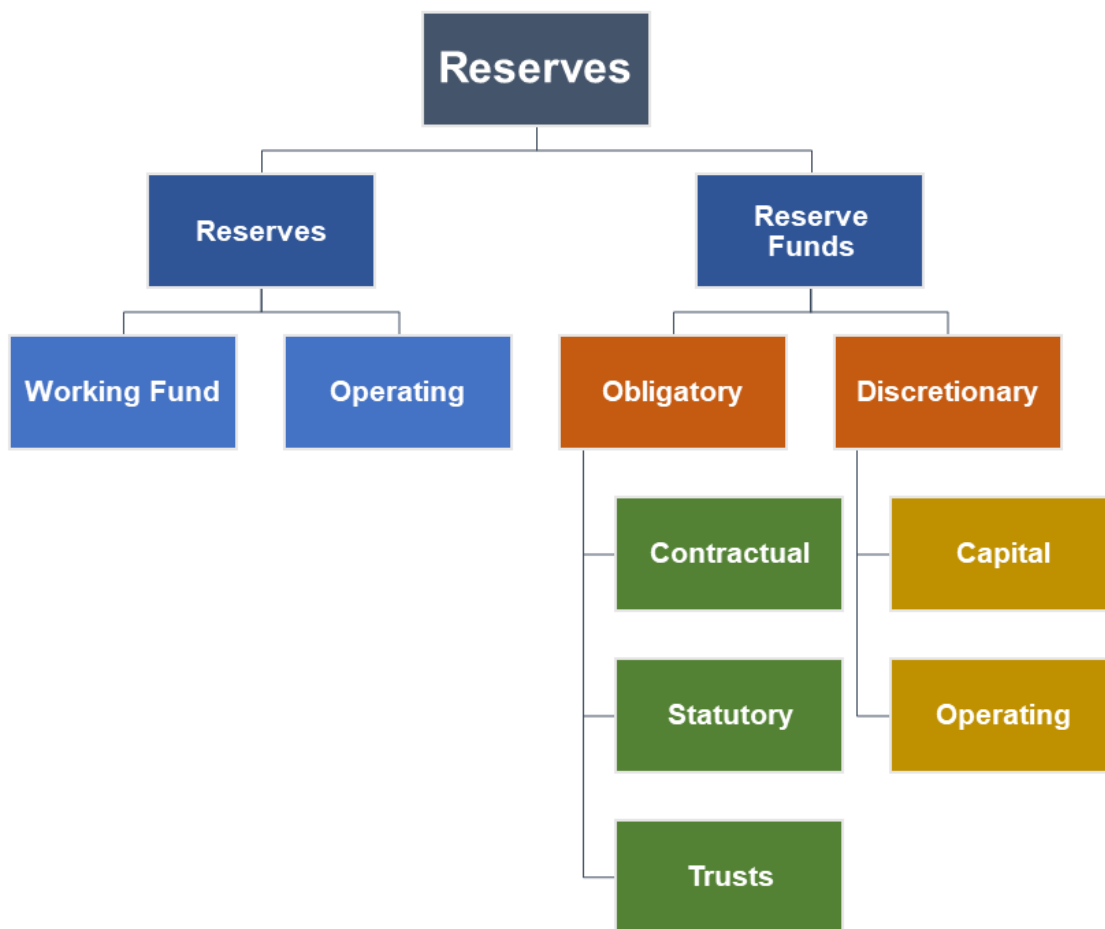 Reserves
Reserves
Reserve
Funds
Working Fund
Operating
Obligatory
Discretionary
Contractual
Capital
Statutory
Operating
Trusts